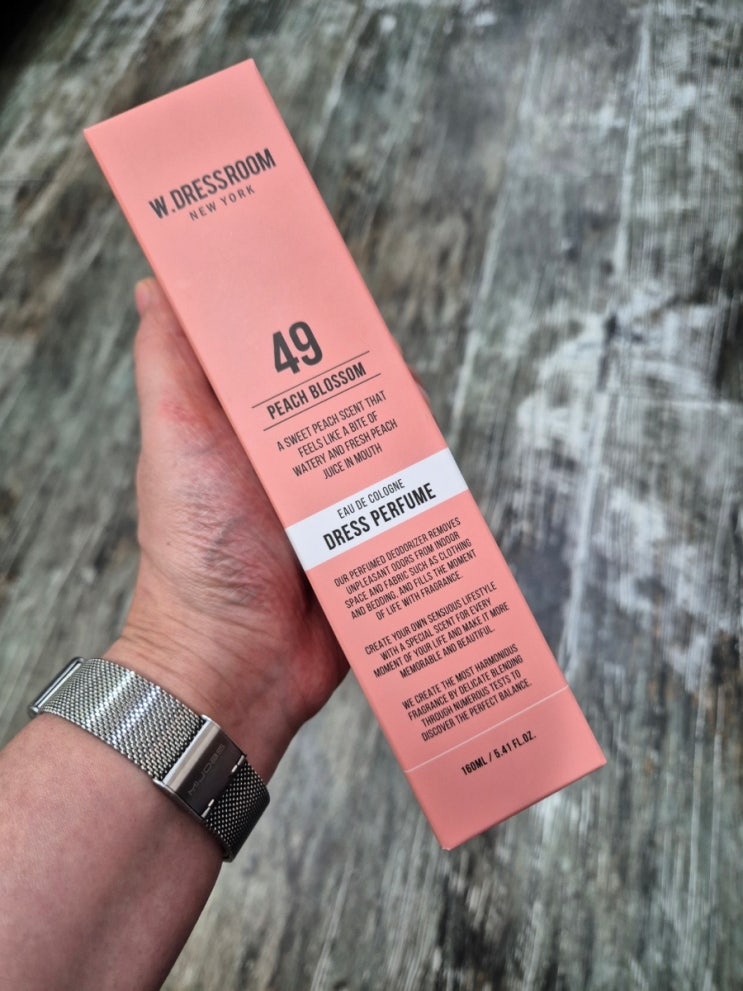 W.DRESSROOM
NEW YORK
49
PEACH BLOSSOM
A SWEET PEACH SCENT THAT
FEELS LIKE A BITE OF
WATERY AND FRESH PEACH
JUICE IN MOUTH
EAU DE COLOGNE
DRESS PERFUME
OUR PERFUMED DEODORIZER REMOVES
UNPLEASANT ODORS FROM INDOOR
SPACE AND FABRIC SUCH AS CLOTHING
AND BEDDING, AND FILLS THE MOMENT
OF LIFE WITH FRAGRANCE.
CREATE YOUR OWN SENSUOUS LIFESTYLE
WITH A SPECIAL SCENT FOR EVERY
MOMENT OF YOUR LIFE AND MAKE IT MORE
MEMORABLE AND BEAUTIFUL.
WE CREATE THE MOST HARMONIOUS
FRAGRANCE BY DELICATE BLENDING
THROUGH NUMEROUS TESTS TO
DISCOVER THE PERFECT BALANCE.
160ML / 5.41 FL.OZ.